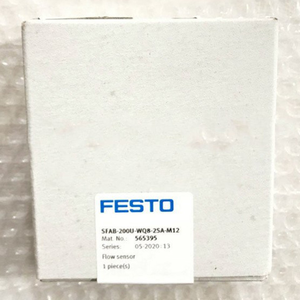 FESTO
SFAB-200U-WQ8-2SA-M12
Mat. No.: 565395
Series: 05-2020 :13
Flow sensor
1 piece(s)